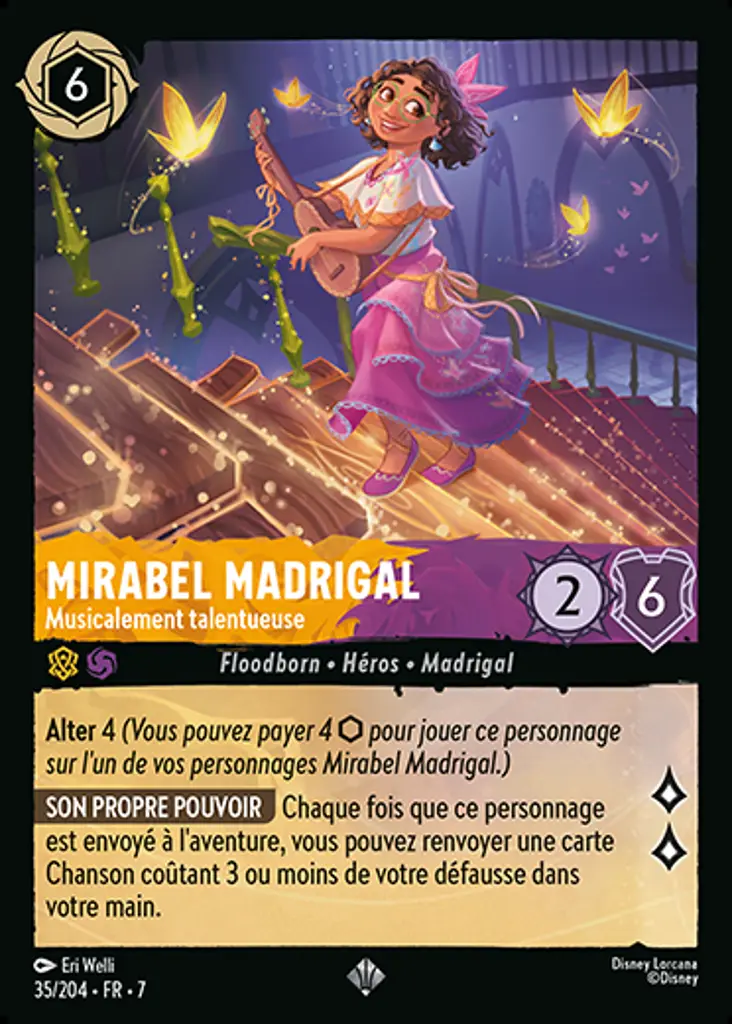 6
MIRABEL MADRIGAL
Musicalement talentueuse
2
6
Floodborn • Héros • Madrigal
Alter 4 (Vous pouvez payer 4 pour jouer ce personnage
sur l'un de vos personnages Mirabel Madrigal.)
SON PROPRE POUVOIR Chaque fois que ce personnage
est envoyé à l'aventure, vous pouvez renvoyer une carte
Chanson coûtant 3 ou moins de votre défausse dans
votre main.
Eri Welli
35/204 • FR • 7
Disney Lorcana
©Disney